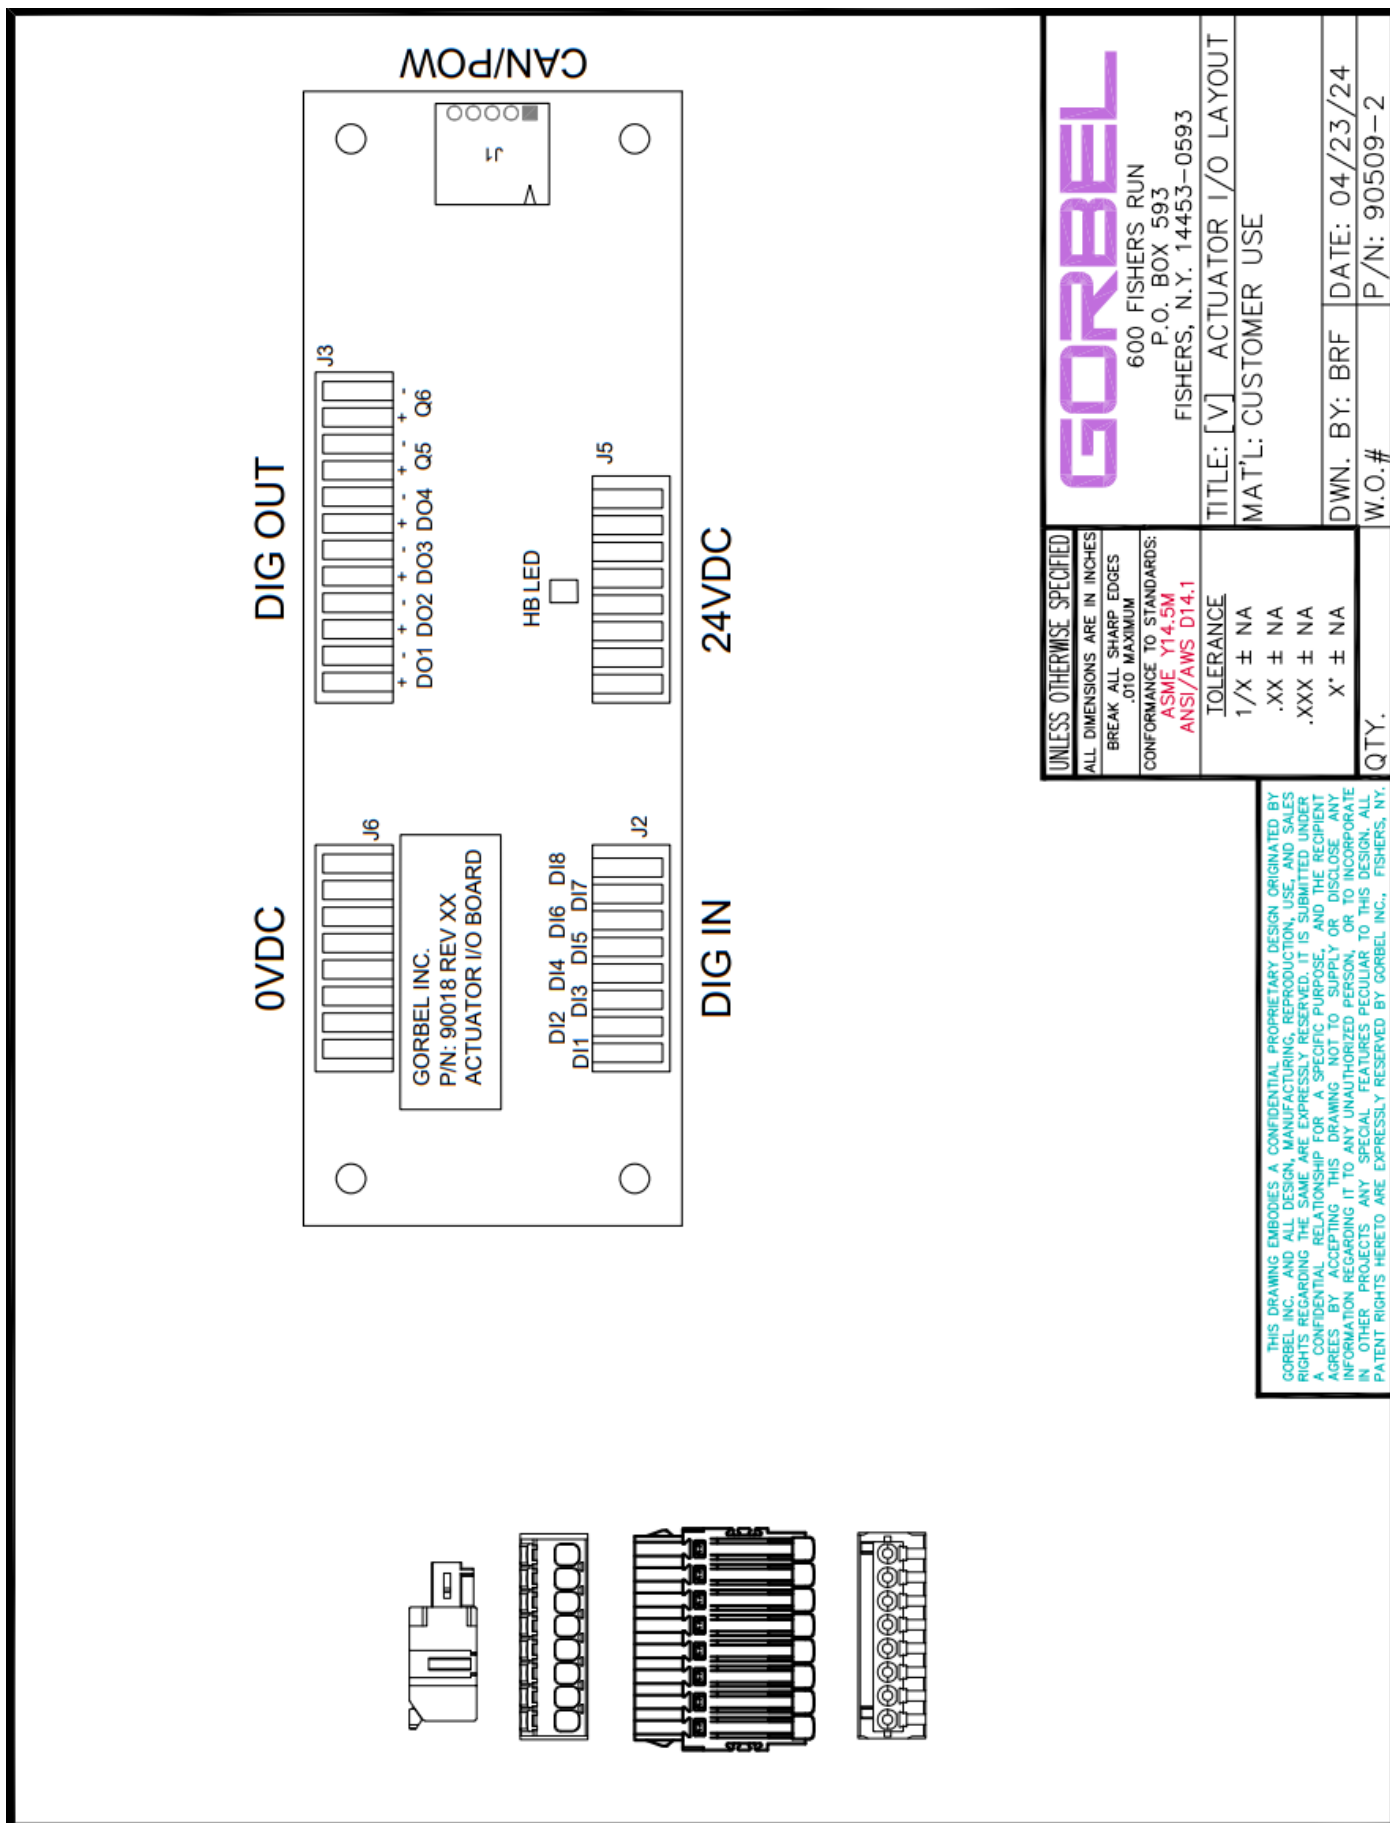 0VDC
DIG OUT
J6
J3
GORBEL INC.
P/N: 90018 REV XX
ACTUATOR I/O BOARD
+ - + - + - + - + - + -
DO1 DO2 DO3 DO4 Q5 Q6
CAN/POW
J1
HB LED
DI2 DI4 DI6 DI8
DI1 DI3 DI5 DI7
J2
J5
DIG IN
24VDC
UNLESS OTHERWISE SPECIFIED
ALL DIMENSIONS ARE IN INCHES
BREAK ALL SHARP EDGES
.010 MAXIMUM
CONFORMANCE TO STANDARDS:
ASME Y14.5M
ANSI/AWS D14.1
TOLERANCE
1/X ± NA
.XX ± NA
.XXX ± NA
X° ± NA
QTY.
GORBEL
600 FISHERS RUN
P.O. BOX 593
FISHERS, N.Y. 14453-0593
TITLE: [V] ACTUATOR I/O LAYOUT
MAT'L: CUSTOMER USE
DWN. BY: BRF
DATE: 04/23/24
W.O.#
P/N: 90509-2
THIS DRAWING EMBODIES A CONFIDENTIAL PROPRIETARY DESIGN ORIGINATED BY
GORBEL INC. AND ALL DESIGN, MANUFACTURING, REPRODUCTION, USE, AND SALES
RIGHTS REGARDING THE SAME ARE EXPRESSLY RESERVED. IT IS SUBMITTED UNDER
A CONFIDENTIAL RELATIONSHIP FOR A SPECIFIC PURPOSE, AND THE RECIPIENT
AGREES BY ACCEPTING THIS DRAWING NOT TO SUPPLY OR DISCLOSE ANY
INFORMATION REGARDING IT TO ANY UNAUTHORIZED PERSON, OR TO INCORPORATE
IN OTHER PROJECTS ANY SPECIAL FEATURES PECULIAR TO THIS DESIGN. ALL
PATENT RIGHTS HERETO ARE EXPRESSLY RESERVED BY GORBEL INC., FISHERS, NY.